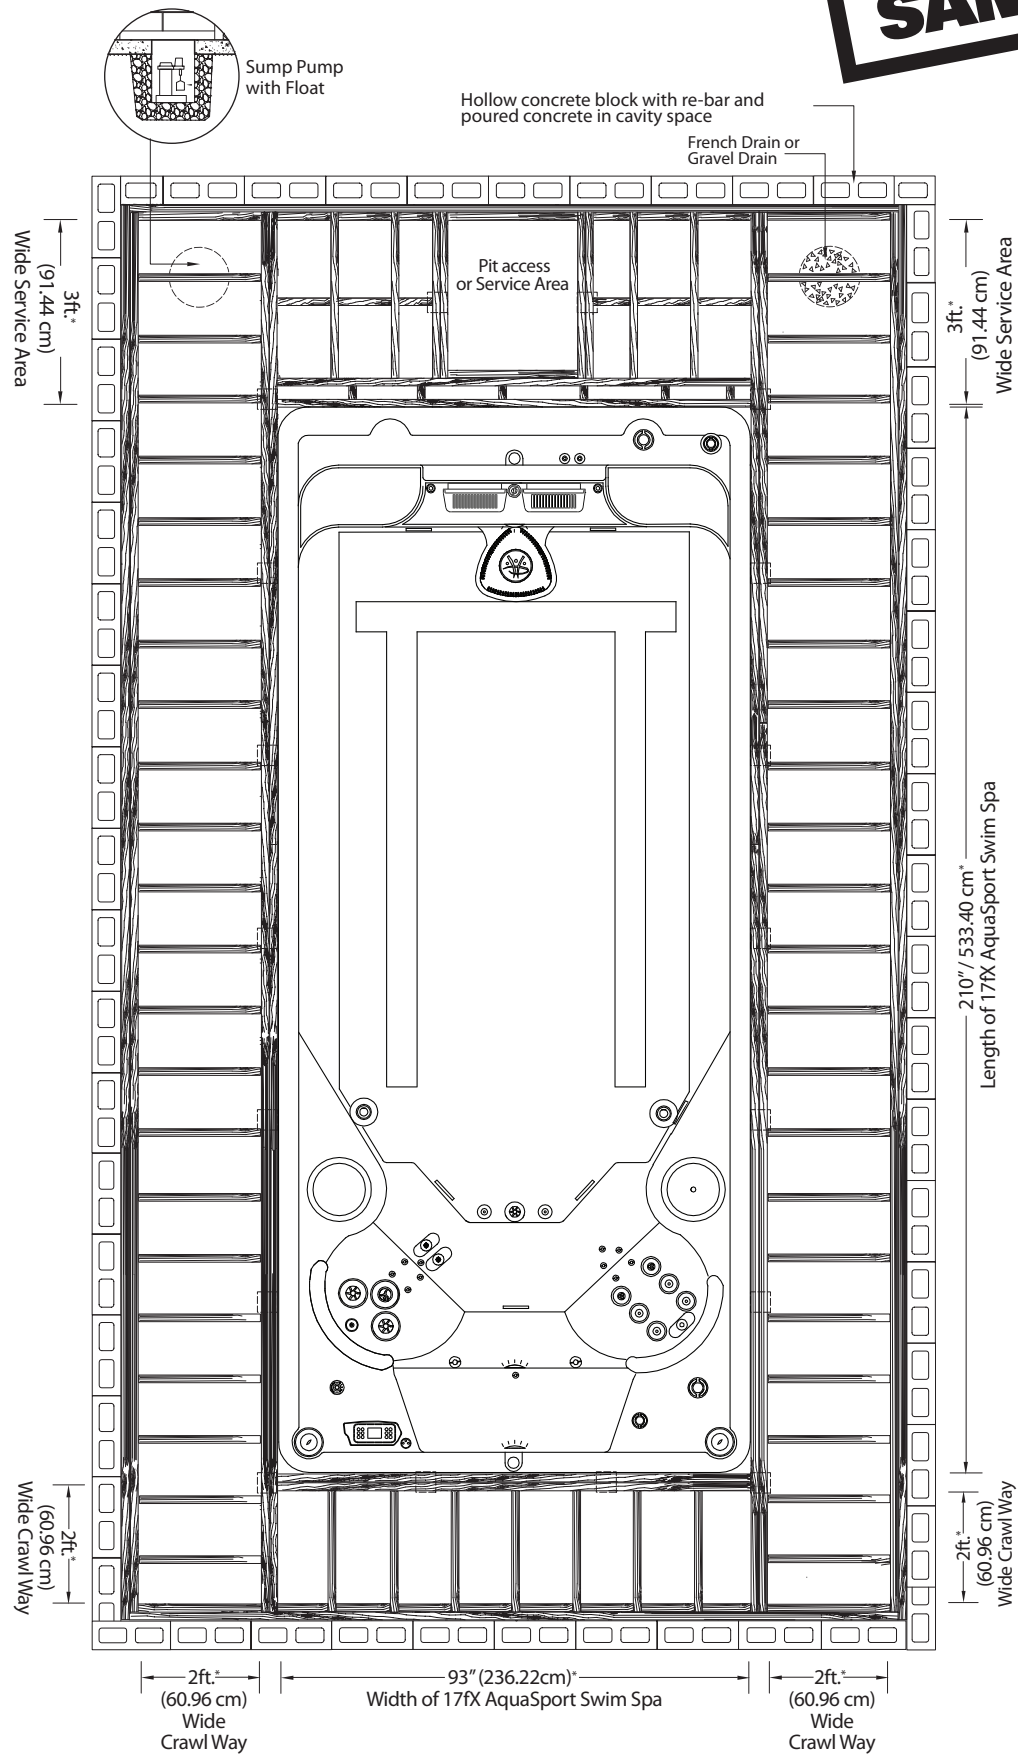 Sump Pump
with Float
Hollow concrete block with re-bar and
poured concrete in cavity space
French Drain or
Gravel Drain
Pit access
or Service Area
3ft.*
(91.44 cm)
Wide Service Area
3ft.*
(91.44 cm)
Wide Service Area
210" / 533.40 cm*
Length of 17fX AquaSport Swim Spa
2ft.*
(60.96 cm)
Wide Crawl Way
2ft.*
(60.96 cm)
Wide Crawl Way
2ft.*
(60.96 cm)
Wide
Crawl Way
93" (236.22cm)*
Width of 17fX AquaSport Swim Spa
2ft.*
(60.96 cm)
Wide
Crawl Way